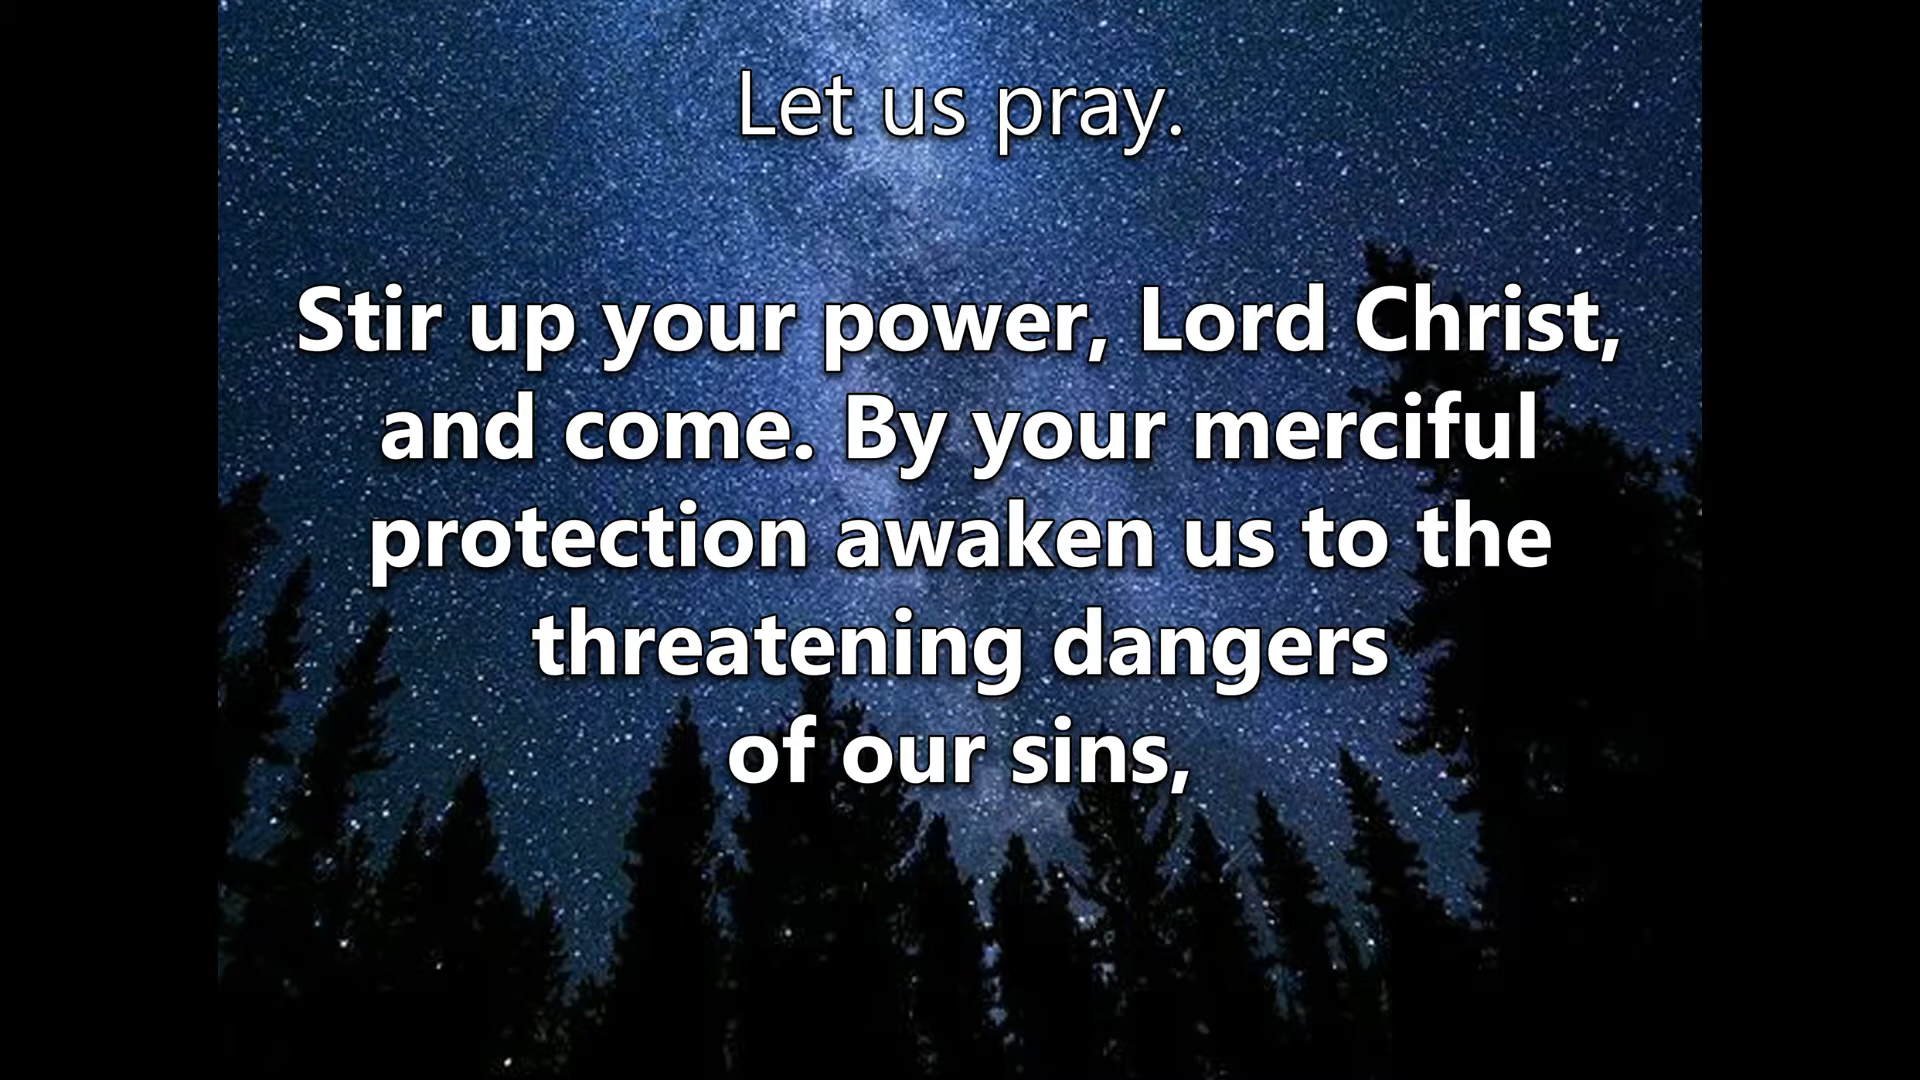 Let us pray.
Stir up your power, Lord Christ,
and come. By your merciful
protection awaken us to the
threatening dangers
of our sins,